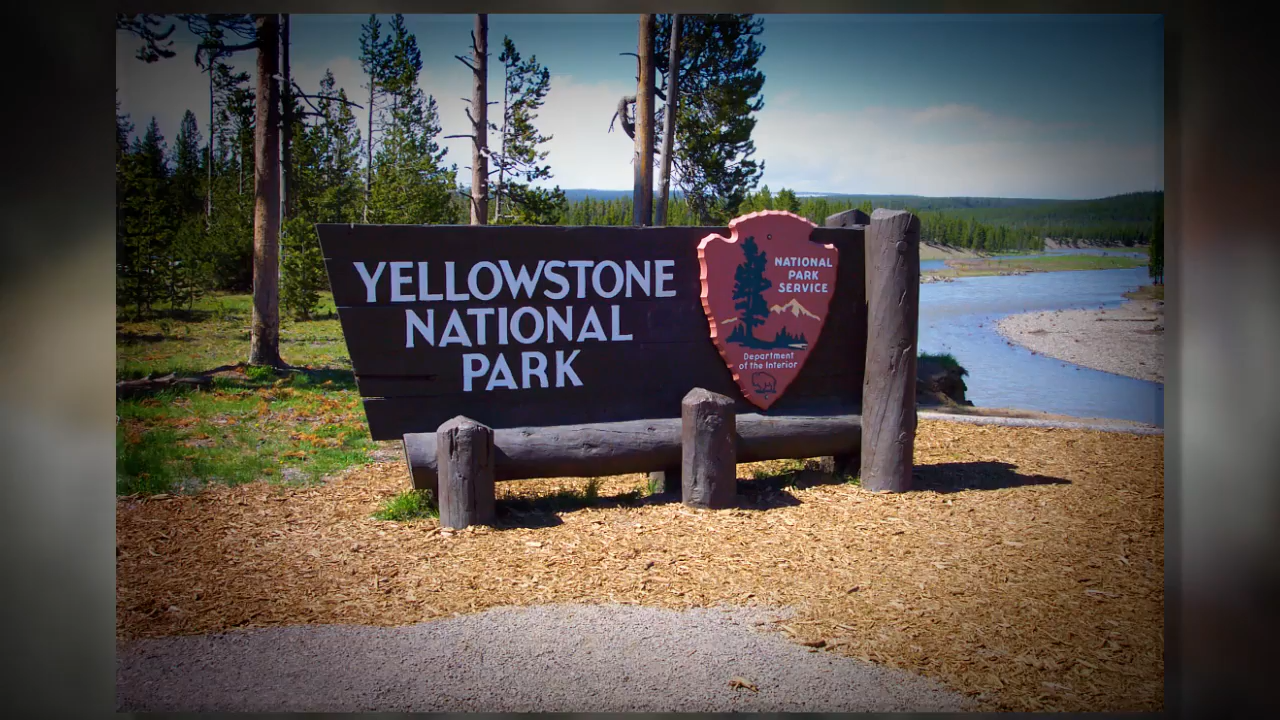 YELLOWSTONE
NATIONAL
PARK
NATIONAL
PARK
SERVICE
Department
of the Interior